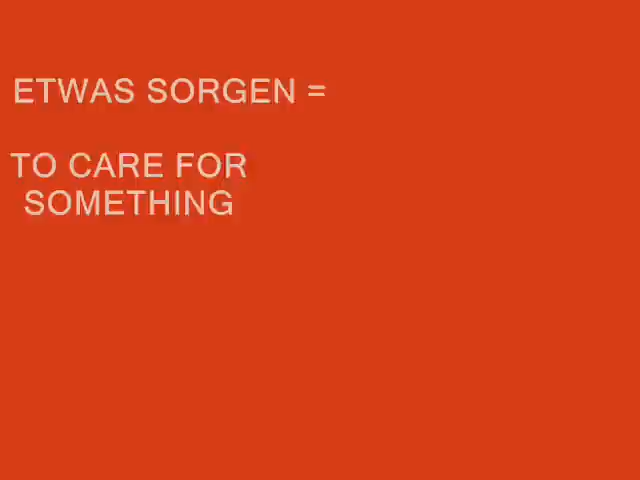 ETWAS SORGEN =
TO CARE FOR
SOMETHING